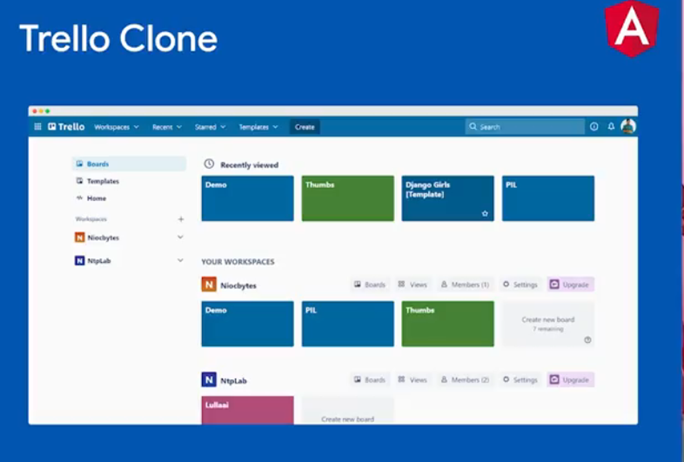 Trello Clone
A
Trello Workspaces Recent Starred Templates Create Search
Boards
Templates
Home
Workspaces
N Niocbytes
N NtpLab
Recently viewed
Demo
Thumbs
Django Girls
[Template]
PIL
YOUR WORKSPACES
N Niocbytes Boards Views Members (1) Settings Upgrade
Demo
PIL
Thumbs
Create new board
7 remaining
N NtpLab Boards Views Members (2) Settings Upgrade
Create new board